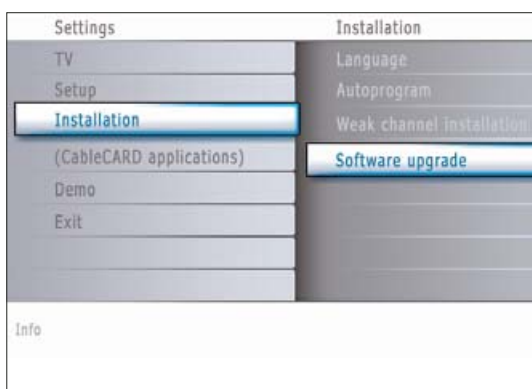 Settings
TV
Setup
Installation
(CableCARD applications)
Demo
Exit
Installation
Language
Autoprogram
Weak channel installation
Software upgrade
Info